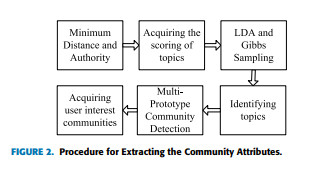 Minimum
Distance and
Authority
Acquiring the
scoring of
topics
LDA and
Gibbs
Sampling
Identifying
topics
Multi-
Prototype
Community
Detection
Acquiring
user interest
communities
FIGURE 2. Procedure for Extracting the Community Attributes.